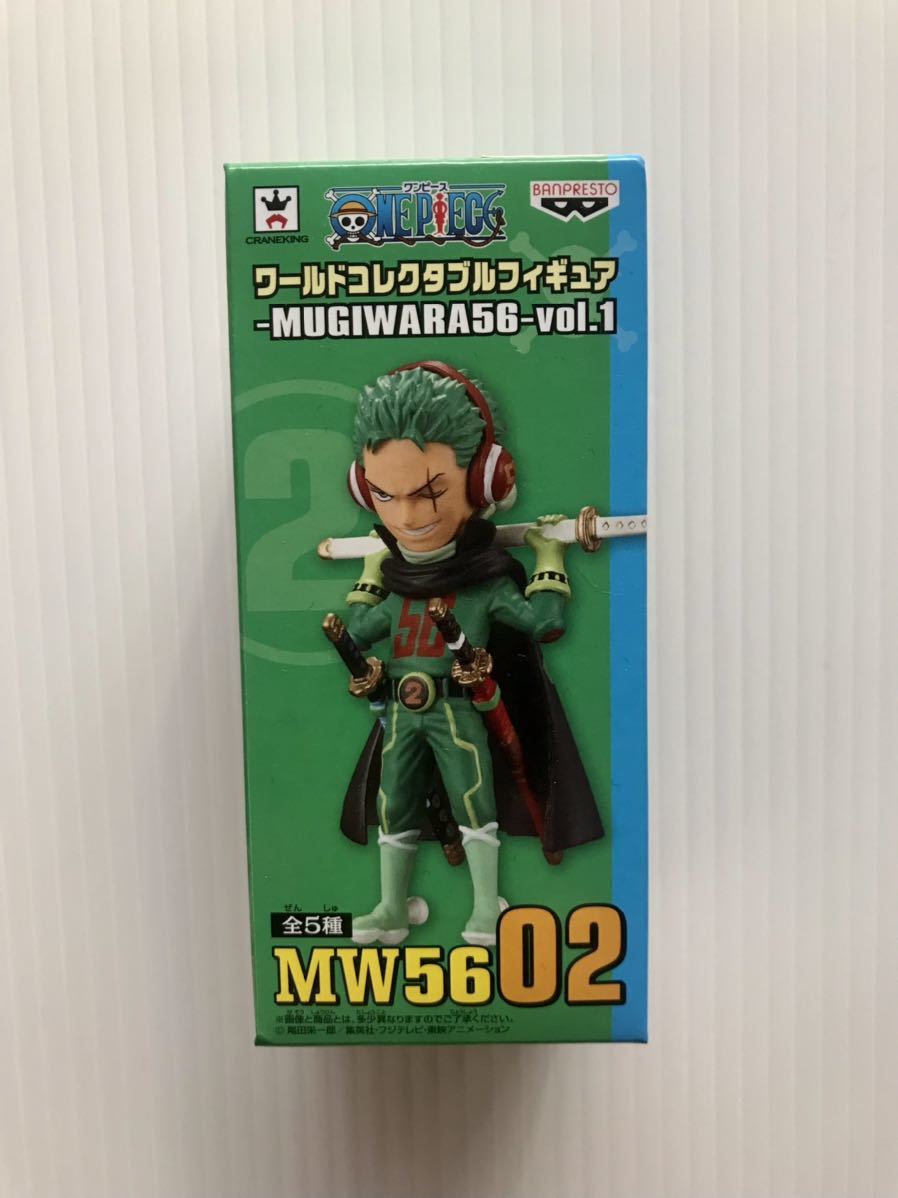 CRANEKING
ワンピース
ONE PIECE
BANPRESTO
ワールドコレクタブルフィギュア
-MUGIWARA56-vol.1
2
56
2
ぜん しゅ
全5種
MW5602
※画像と商品とは、多少異なりますのでご了承ください。
© 尾田栄一郎/集英社・フジテレビ・東映アニメーション